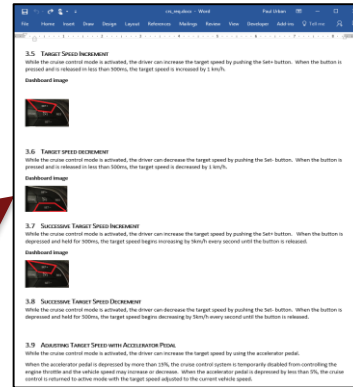 crs_req.docx - Word
Paul Urban
File Home Insert Draw Design Layout References Mailings Review View Developer Add-ins Tell me
3.5 TARGET SPEED INCREMENT
While the cruise control mode is activated, the driver can increase the target speed by pushing the Set+ button. When the button is
pressed and is released in less than 500ms, the target speed is increased by 1 km/h.
Dashboard Image
3.6 TARGET SPEED DECREMENT
While the cruise control mode is activated, the driver can decrease the target speed by pushing the Set- button. When the button is
pressed and is released in less than 500ms, the target speed is decreased by 1 km/h.
Dashboard Image
3.7 SUCCESSIVE TARGET SPEED INCREMENT
While the cruise control mode is activated, the driver can increase the target speed by pushing the Set+ button. When the button is
depressed and held for 500ms, the target speed begins increasing by 5km/h every second until the button is released.
Dashboard Image
3.8 SUCCESSIVE TARGET SPEED DECREMENT
While the cruise control mode is activated, the driver can decrease the target speed by pushing the Set- button. When the button is
depressed and held for 500ms, the target speed begins decreasing by 5km/h every second until the button is released.
3.9 ADJUSTING TARGET SPEED WITH ACCELERATOR PEDAL
While the cruise control mode is activated, the driver can increase the target speed by using the accelerator pedal.
When the accelerator pedal is depressed by more than 15%, the cruise control system is temporarily disabled from controlling the
engine throttle and the vehicle speed may increase or decrease. When the accelerator pedal is depressed by less than 5%, the cruise
control is returned to active mode with the target speed adjusted to the current vehicle speed.